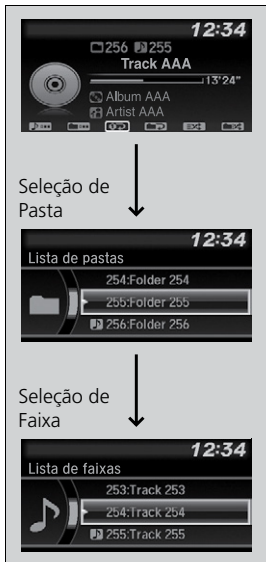 12:34
256 255
Track AAA
13'24"
Album AAA
Artist AAA
Seleção de
Pasta
12:34
Lista de pastas
254:Folder 254
255:Folder 255
256:Folder 256
Seleção de
Faixa
12:34
Lista de faixas
253:Track 253
254:Track 254
255:Track 255